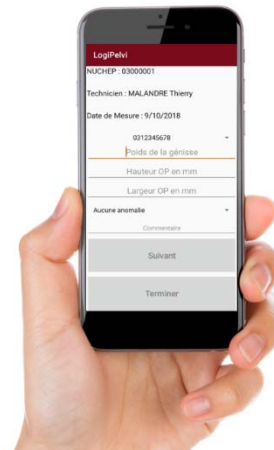 LogiPelvi
NUCHEP : 03000001
Technicien : MALANDRE Thierry
Date de Mesure : 9/10/2018
0312345678
Poids de la génisse
Hauteur OP en mm
Largeur OP en mm
Aucune anomalie
Commentaire
Suivant
Terminer